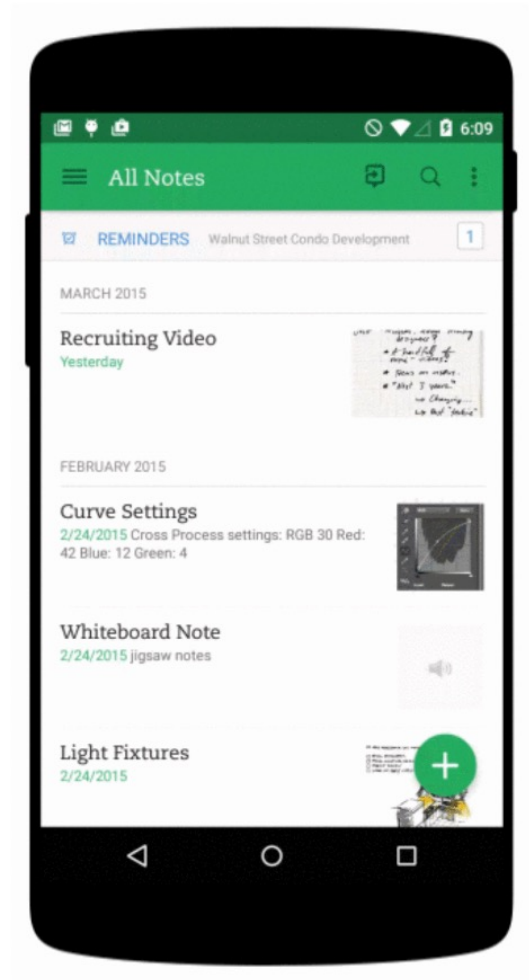 6:09
All Notes
REMINDERS Walnut Street Condo Development 1
MARCH 2015
Recruiting Video
Yesterday
FEBRUARY 2015
Curve Settings
2/24/2015 Cross Process settings: RGB 30 Red:
42 Blue: 12 Green: 4
Whiteboard Note
2/24/2015 jigsaw notes
Light Fixtures
2/24/2015